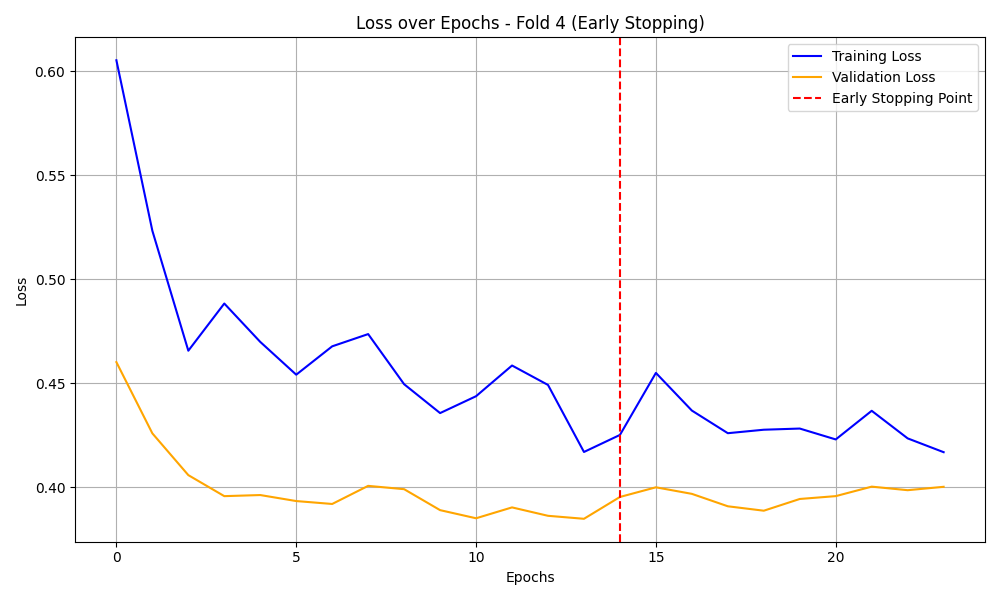 Loss over Epochs - Fold 4 (Early Stopping)
Training Loss
Validation Loss
Early Stopping Point
Loss
0.60
0.55
0.50
0.45
0.40
0
5
10
15
20
Epochs